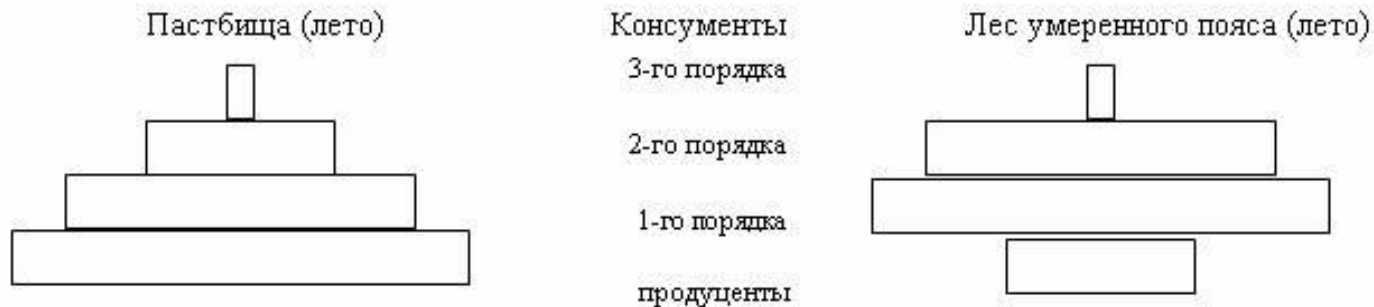 Пастбища (лето)
Консументы
Лес умеренного пояса (лето)
3-го порядка
2-го порядка
1-го порядка
продуценты